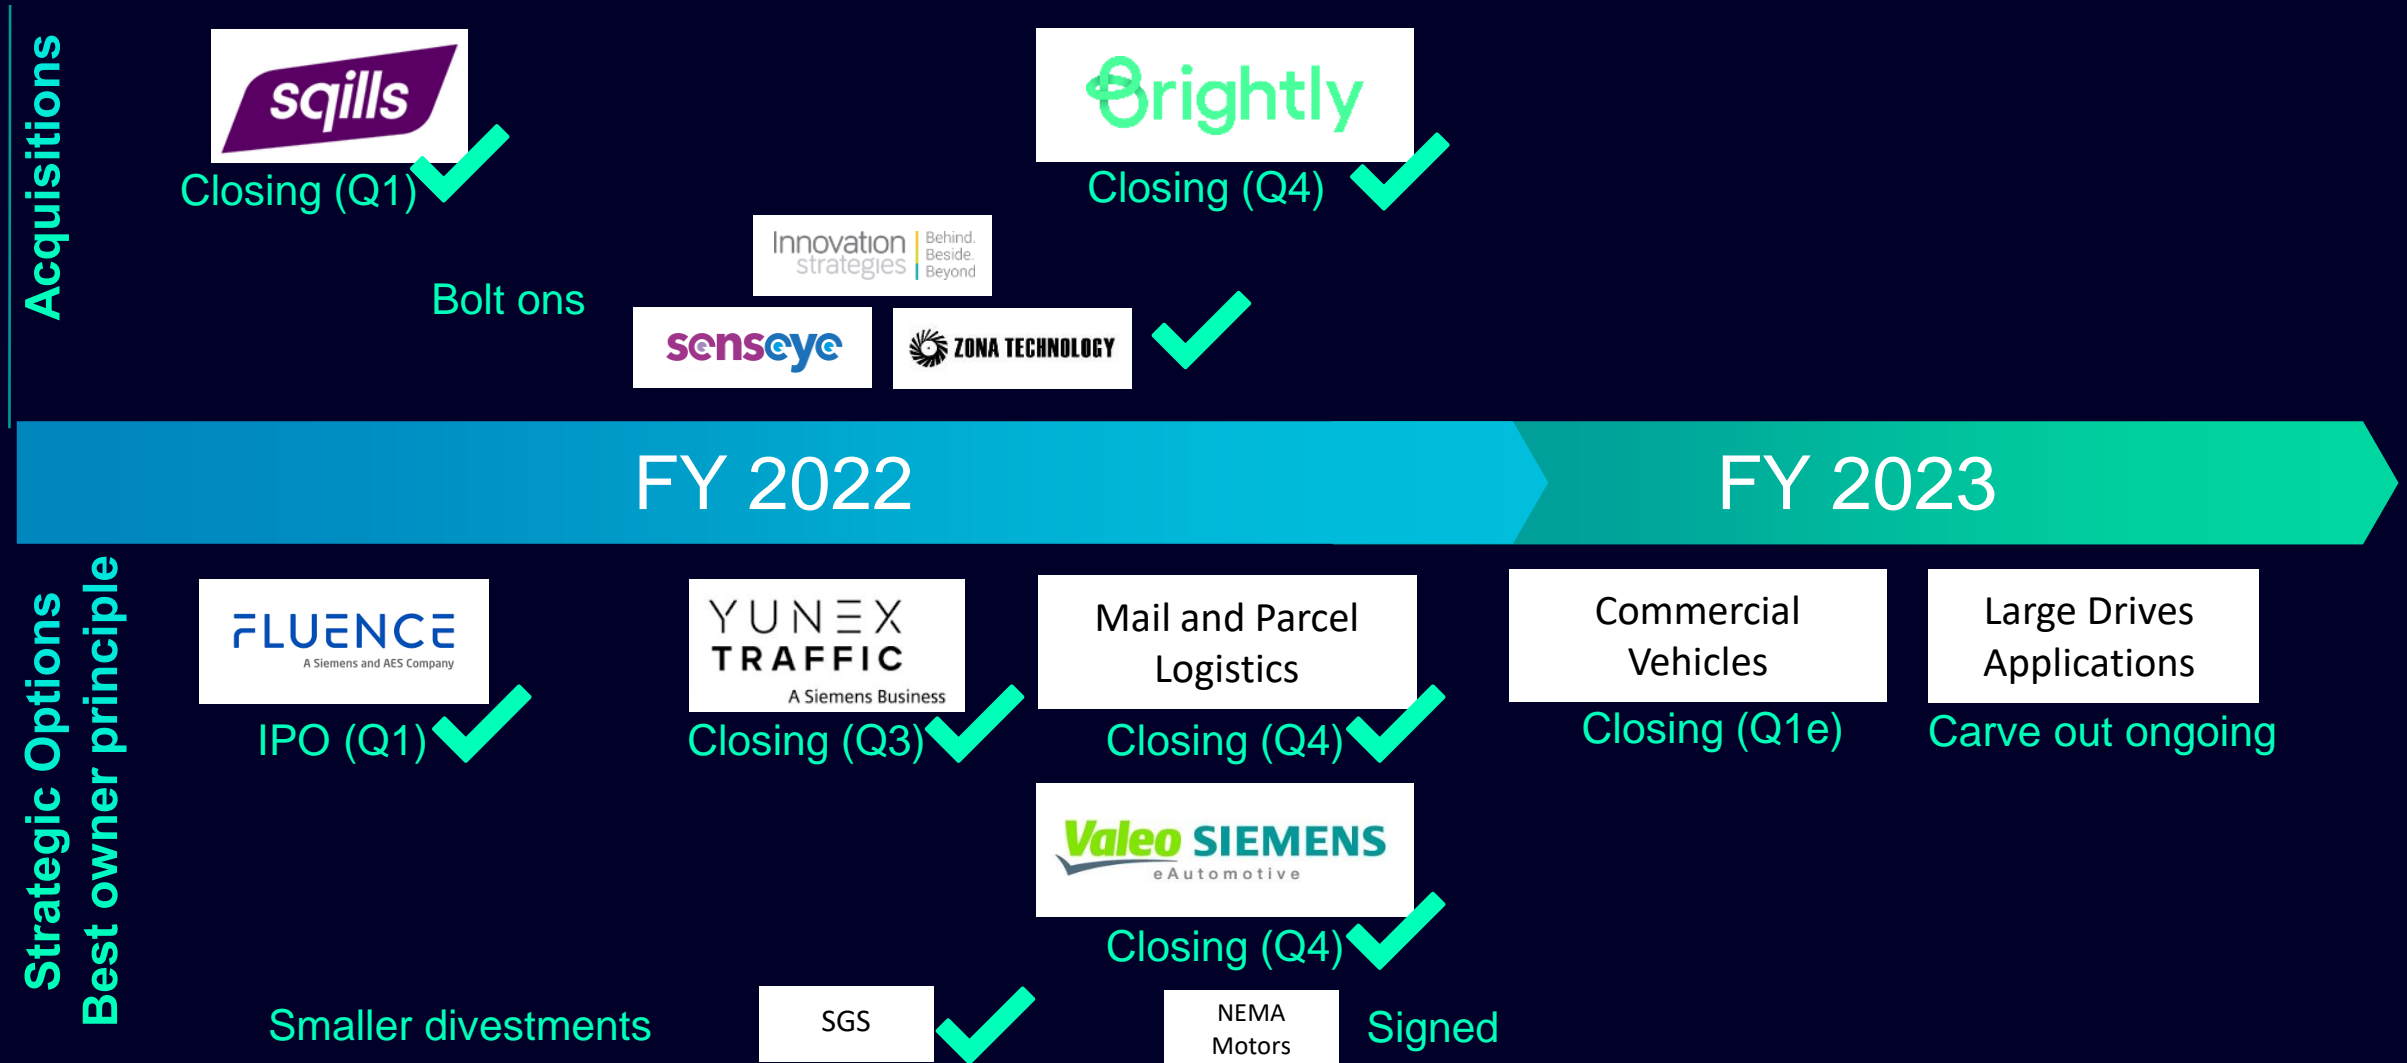 Acquisitions
sqills
Closing (Q1)
Brightly
Closing (Q4)
Bolt ons
Innovation
strategies
Behind.
Beside.
Beyond
senseye
ZONA TECHNOLOGY
FY 2022
FY 2023
Strategic Options
Best owner principle
FLUENCE
A Siemens and AES Company
IPO (Q1)
YUNEX
TRAFFIC
A Siemens Business
Closing (Q3)
Mail and Parcel
Logistics
Closing (Q4)
Commercial
Vehicles
Closing (Q1e)
Large Drives
Applications
Carve out ongoing
Valeo SIEMENS
eAutomotive
Closing (Q4)
Smaller divestments
SGS
NEMA
Motors
Signed